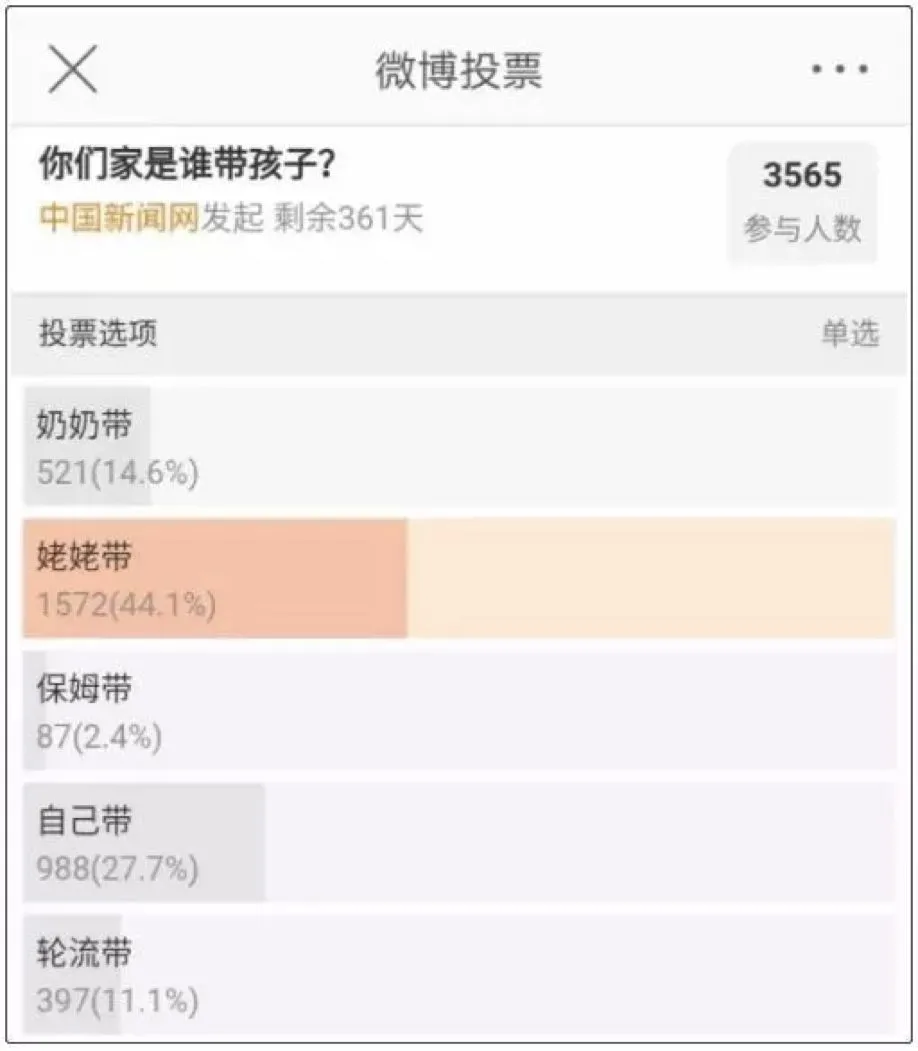 微博投票
你们家是谁带孩子？
中国新闻网发起 剩余361天
3565
参与人数
投票选项
单选
奶奶带
521(14.6%)
姥姥带
1572(44.1%)
保姆带
87(2.4%)
自己带
988(27.7%)
轮流带
397(11.1%)